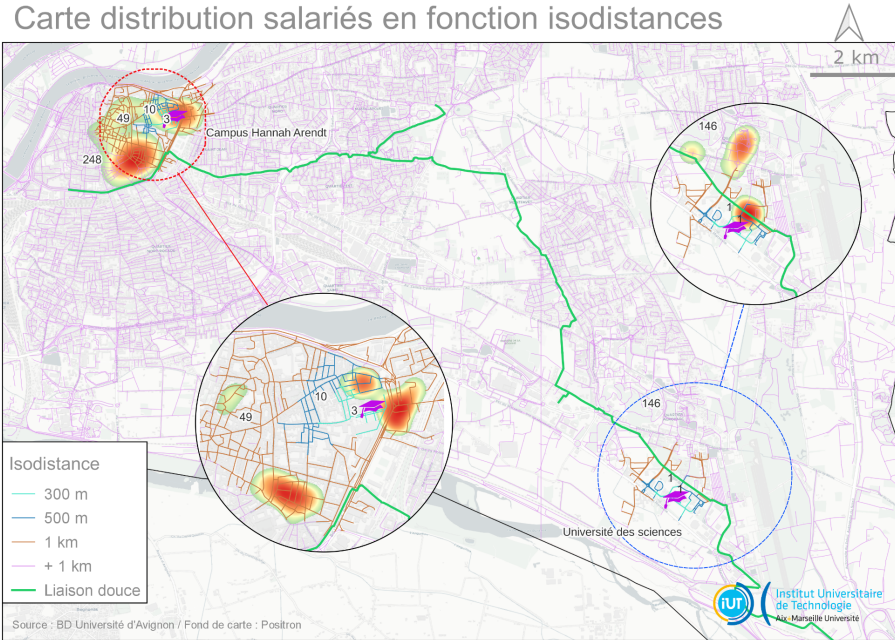 Carte distribution salariés en fonction isodistances
2 km
146
1
1
49
10
3
Campus Hannah Arendt
248
10
3
49
146
1
1
Université des sciences
Isodistance
300 m
500 m
1 km
+ 1 km
Liaison douce
Source : BD Université d'Avignon / Fond de carte : Positron
iUT
Institut Universitaire
de Technologie
Aix-Marseille Université